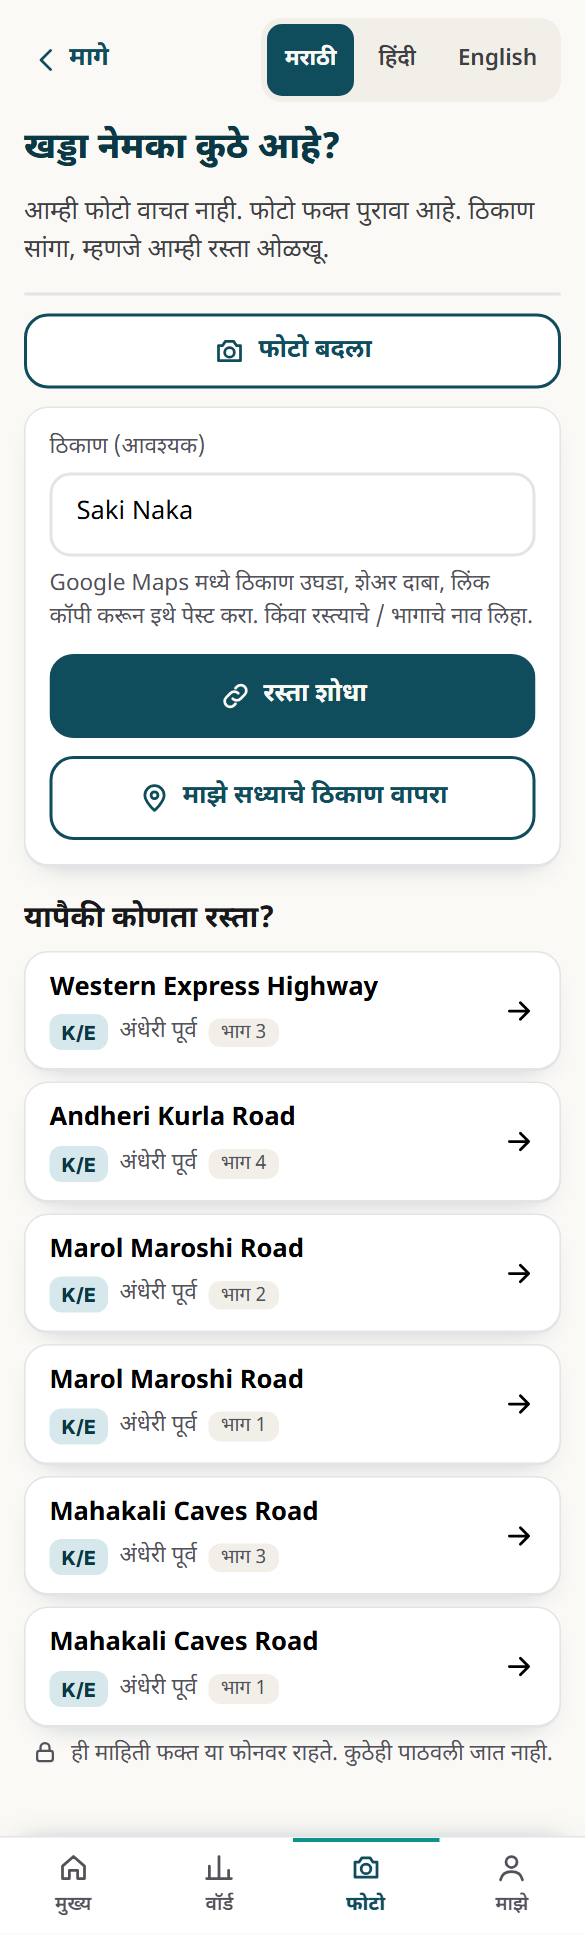 मागे
मराठी
हिंदी
English
खड्डा नेमका कुठे आहे?
आम्ही फोटो वाचत नाही. फोटो फक्त पुरावा आहे. ठिकाण
सांगा, म्हणजे आम्ही रस्ता ओळखू.
फोटो बदला
ठिकाण (आवश्यक)
Saki Naka
Google Maps मध्ये ठिकाण उघडा, शेअर दाबा, लिंक
कॉपी करून इथे पेस्ट करा. किंवा रस्त्याचे / भागाचे नाव लिहा.
रस्ता शोधा
माझे सध्याचे ठिकाण वापरा
यापैकी कोणता रस्ता?
Western Express Highway
K/E अंधेरी पूर्व भाग 3
Andheri Kurla Road
K/E अंधेरी पूर्व भाग 4
Marol Maroshi Road
K/E अंधेरी पूर्व भाग 2
Marol Maroshi Road
K/E अंधेरी पूर्व भाग 1
Mahakali Caves Road
K/E अंधेरी पूर्व भाग 3
Mahakali Caves Road
K/E अंधेरी पूर्व भाग 1
ही माहिती फक्त या फोनवर राहते. कुठेही पाठवली जात नाही.
मुख्य
वॉर्ड
फोटो
माझे